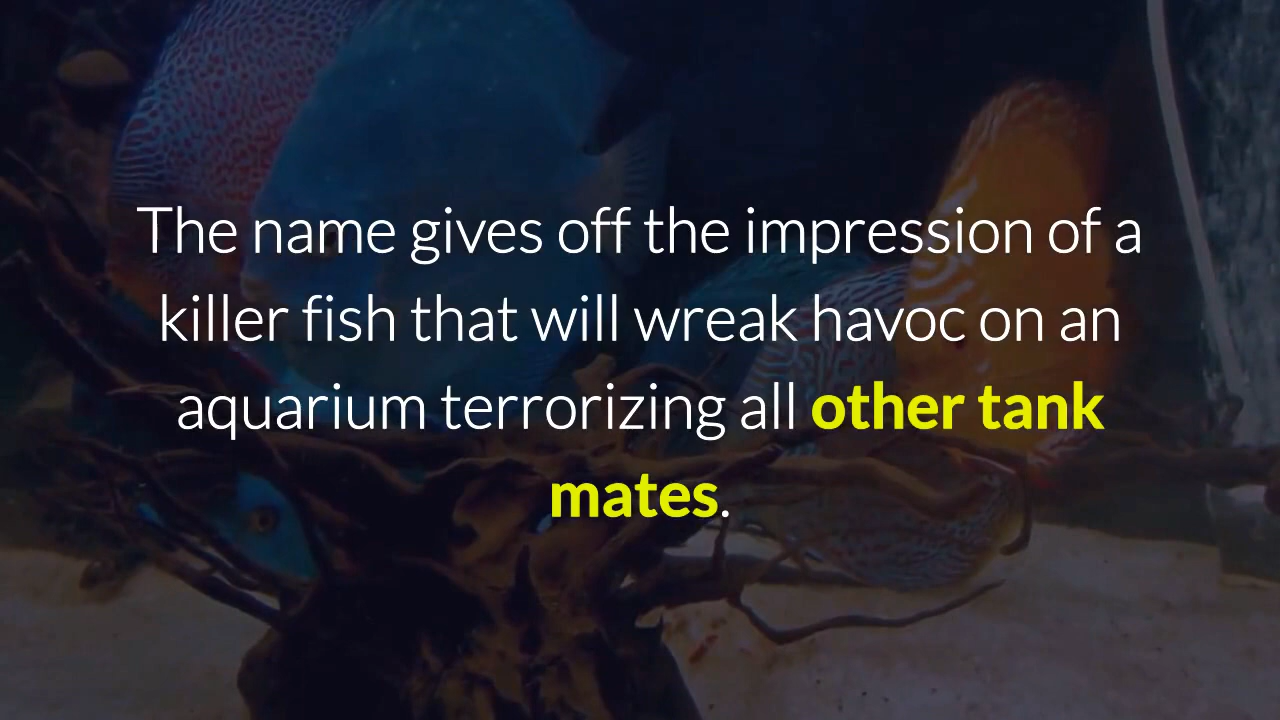 The name gives off the impression of a
killer fish that will wreak havoc on an
aquarium terrorizing all other tank
mates.